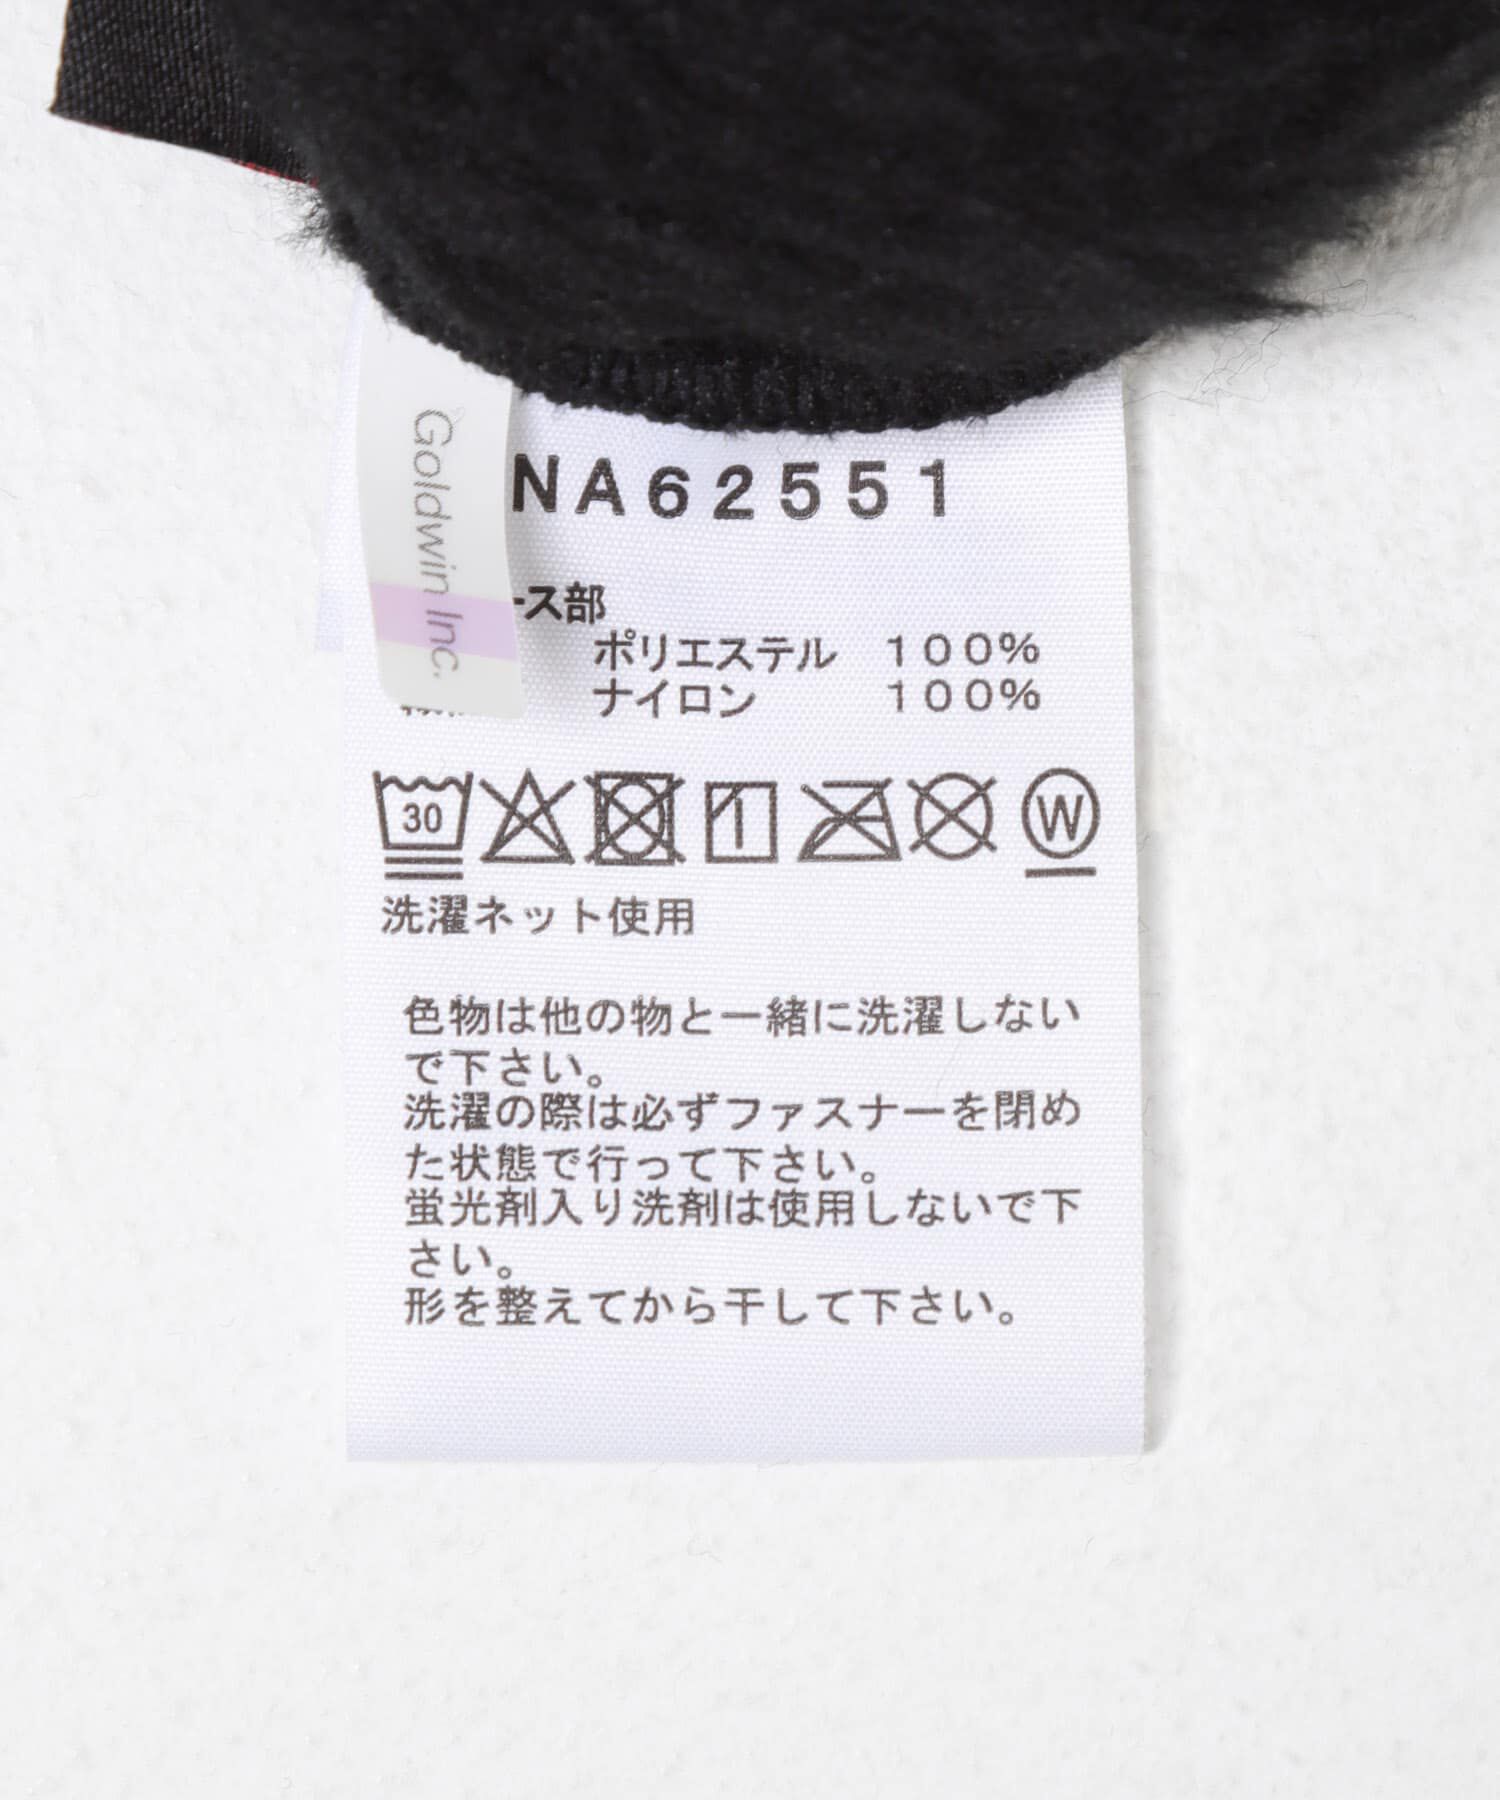 Goldwin Inc.
NA62551
ース部
ポリエステル 100%
ナイロン 100%
30
W
洗濯ネット使用
色物は他の物と一緒に洗濯しない
で下さい。
洗濯の際は必ずファスナーを閉め
た状態で行って下さい。
蛍光剤入り洗剤は使用しないで下
さい。
形を整えてから干して下さい。